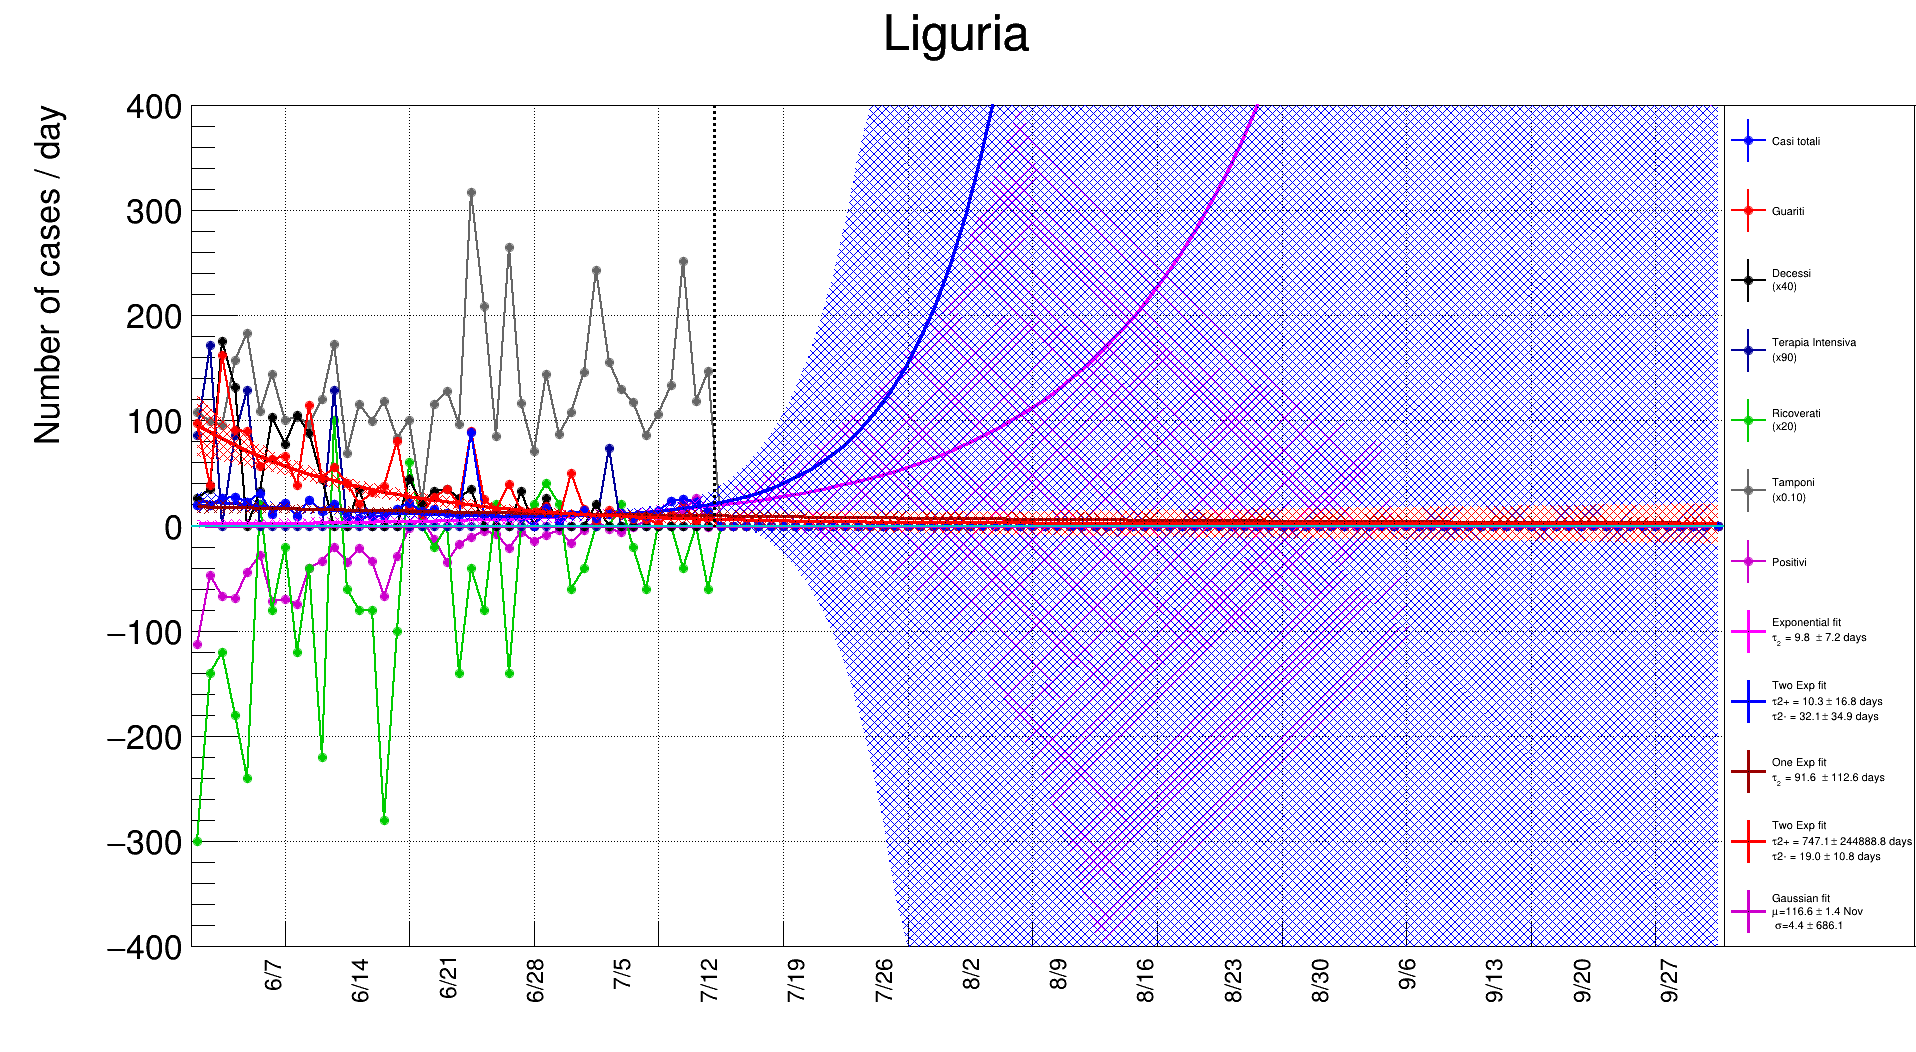 Liguria
Number of cases / day
400
300
200
100
0
−100
−200
−300
−400
6/7
6/14
6/21
6/28
7/5
7/12
7/19
7/26
8/2
8/9
8/16
8/23
8/30
9/6
9/13
9/20
9/27
Casi totali
Guariti
Decessi
(x40)
Terapia Intensiva
(x90)
Ricoverati
(x20)
Tamponi
(x0.10)
Positivi
Exponential fit
τ2 = 9.8 ± 7.2 days
Two Exp fit
τ2+ = 10.3 ± 16.8 days
τ2- = 32.1 ± 34.9 days
One Exp fit
τ2 = 91.6 ± 112.6 days
Two Exp fit
τ2+ = 747.1 ± 244888.8 days
τ2- = 19.0 ± 10.8 days
Gaussian fit
μ=116.6 ± 1.4 Nov
σ=4.4 ± 686.1